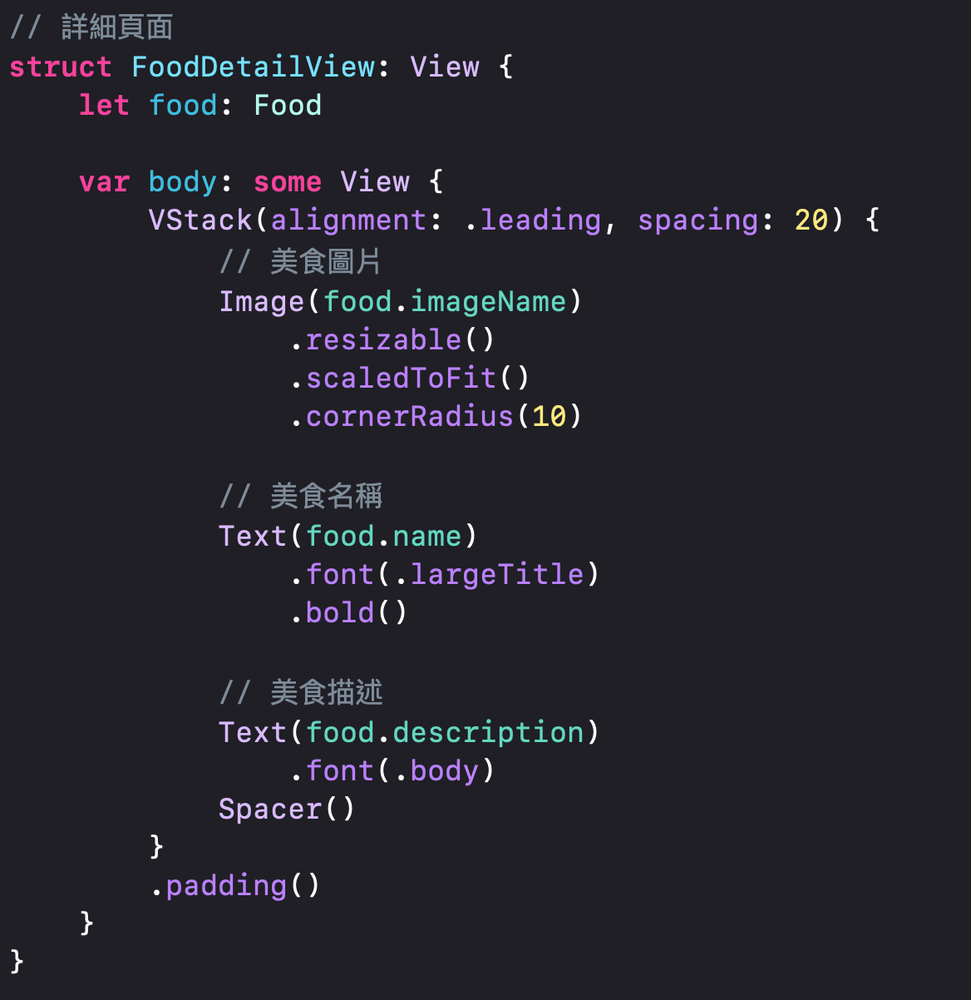 // 詳細頁面
struct FoodDetailView: View {
    let food: Food

    var body: some View {
        VStack(alignment: .leading, spacing: 20) {
            // 美食圖片
            Image(food.imageName)
                .resizable()
                .scaledToFit()
                .cornerRadius(10)

            // 美食名稱
            Text(food.name)
                .font(.largeTitle)
                .bold()

            // 美食描述
            Text(food.description)
                .font(.body)
            Spacer()
        }
        .padding()
    }
}